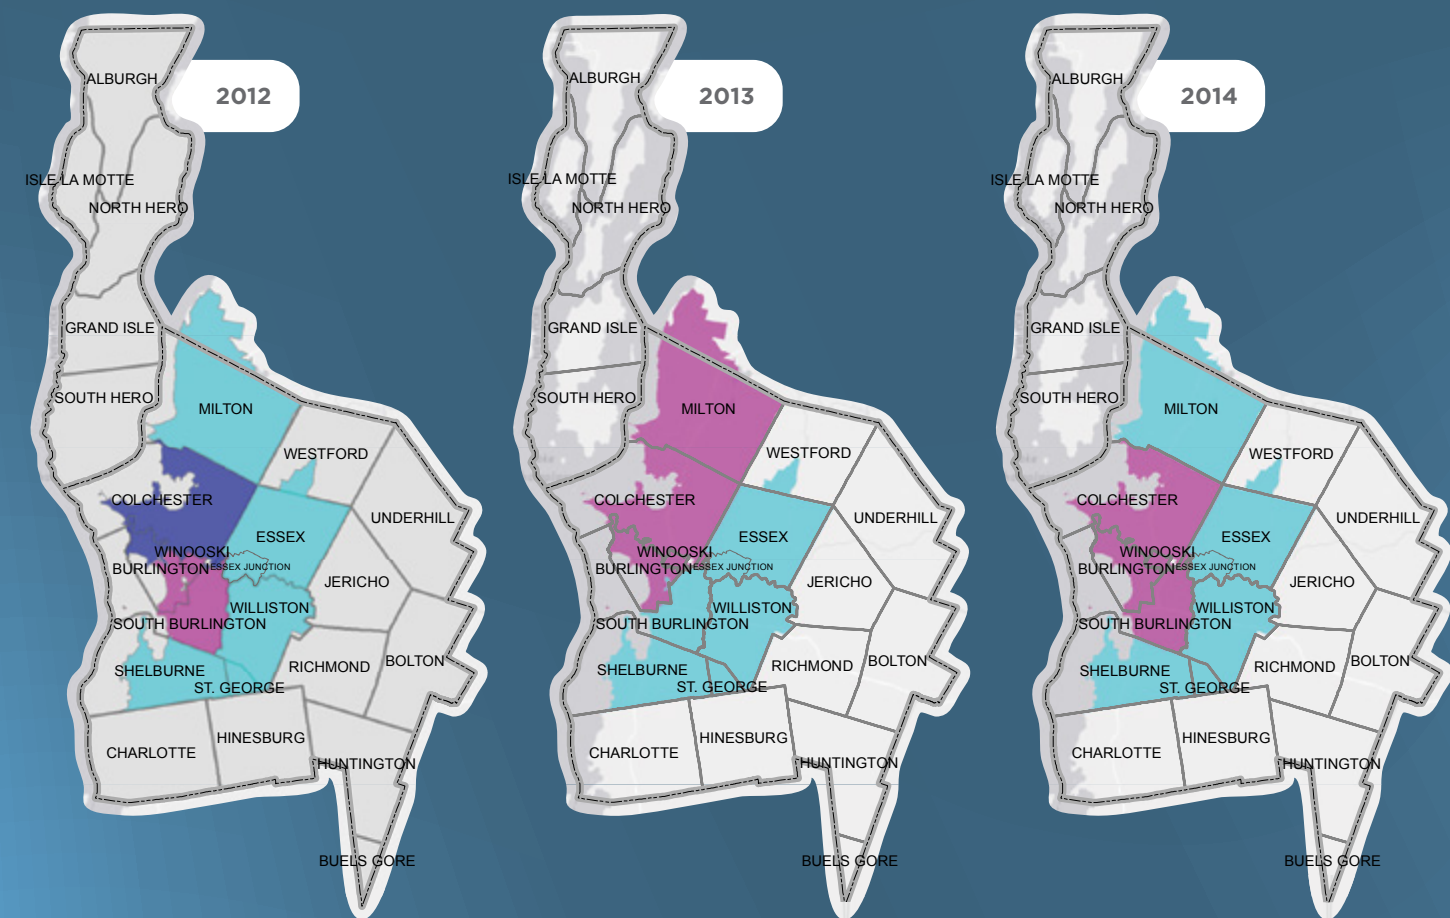 2012
ALBURGH
ISLE LA MOTTE
NORTH HERO
GRAND ISLE
SOUTH HERO
MILTON
WESTFORD
COLCHESTER
UNDERHILL
ESSEX
WINOOSKI
BURLINGTON
ESSEX JUNCTION
JERICHO
WILLISTON
SOUTH BURLINGTON
BOLTON
RICHMOND
SHELBURNE
ST. GEORGE
HINESBURG
CHARLOTTE
HUNTINGTON
BUELS GORE
2013
ALBURGH
ISLE LA MOTTE
NORTH HERO
GRAND ISLE
SOUTH HERO
MILTON
WESTFORD
COLCHESTER
UNDERHILL
ESSEX
WINOOSKI
BURLINGTON
ESSEX JUNCTION
JERICHO
WILLISTON
SOUTH BURLINGTON
BOLTON
RICHMOND
SHELBURNE
ST. GEORGE
HINESBURG
CHARLOTTE
HUNTINGTON
BUELS GORE
2014
ALBURGH
ISLE LA MOTTE
NORTH HERO
GRAND ISLE
SOUTH HERO
MILTON
WESTFORD
COLCHESTER
UNDERHILL
ESSEX
WINOOSKI
BURLINGTON
ESSEX JUNCTION
JERICHO
WILLISTON
SOUTH BURLINGTON
BOLTON
RICHMOND
SHELBURNE
ST. GEORGE
HINESBURG
CHARLOTTE
HUNTINGTON
BUELS GORE